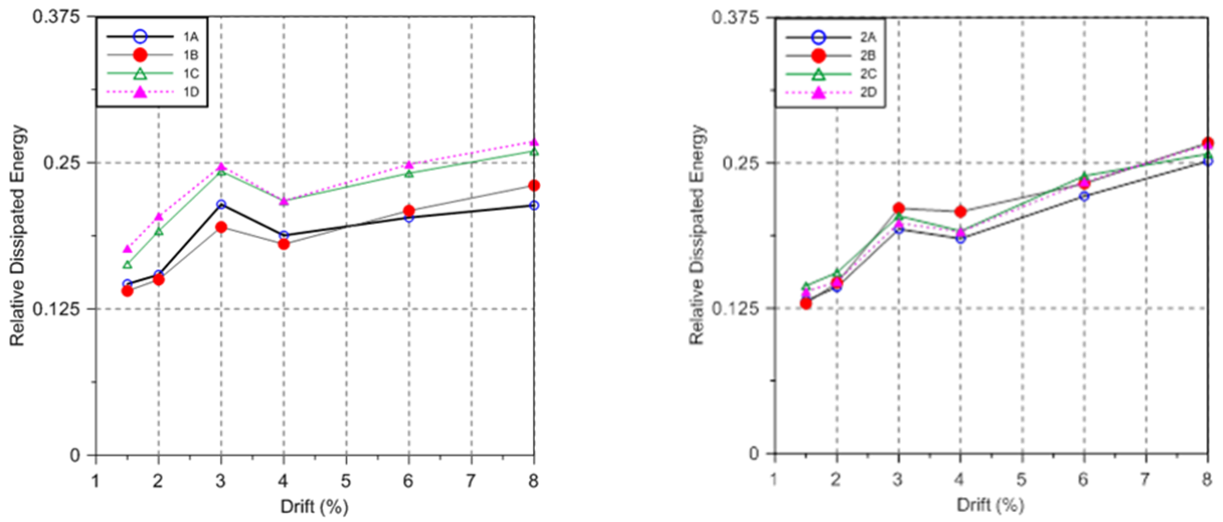 0.375
1A
1B
1C
1D
0.25
0.125
0
Relative Dissipated Energy
1 2 3 4 5 6 7 8
Drift (%)
0.375
2A
2B
2C
2D
0.25
0.125
0
Relative Dissipated Energy
1 2 3 4 5 6 7 8
Drift (%)